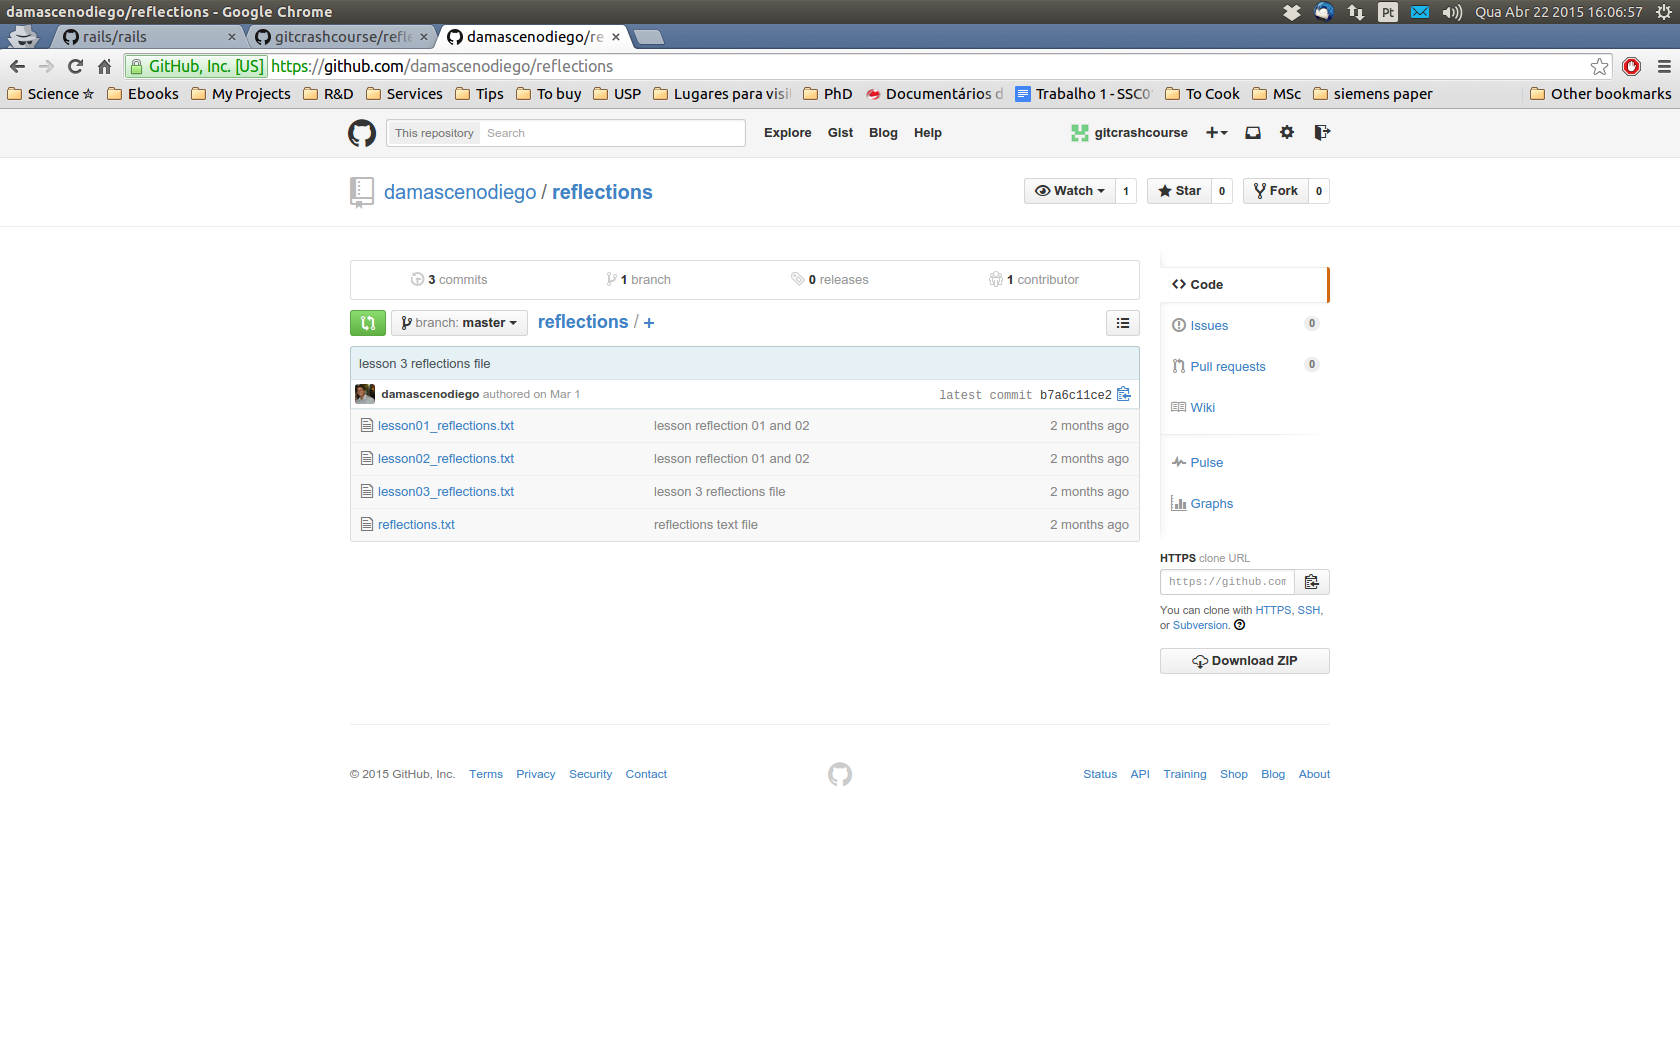 damascenodiego/reflections - Google Chrome
Pt
Qua Abr 22 2015 16:06:57
rails/rails
gitcrashcourse/refle
damascenodiego/re
GitHub, Inc. [US] https://github.com/damascenodiego/reflections
Science ☆ Ebooks My Projects R&D Services Tips To buy USP Lugares para visi PhD Documentários d Trabalho 1 - SSC0 To Cook MSc siemens paper Other bookmarks
This repository Search Explore Gist Blog Help gitcrashcourse
damascenodiego / reflections
Watch 1 Star 0 Fork 0
3 commits 1 branch 0 releases 1 contributor
branch: master reflections / +
lesson 3 reflections file
damascenodiego authored on Mar 1 latest commit b7a6c11ce2
lesson01_reflections.txt lesson reflection 01 and 02 2 months ago
lesson02_reflections.txt lesson reflection 01 and 02 2 months ago
lesson03_reflections.txt lesson 3 reflections file 2 months ago
reflections.txt reflections text file 2 months ago
Code
Issues 0
Pull requests 0
Wiki
Pulse
Graphs
HTTPS clone URL
https://github.com
You can clone with HTTPS, SSH,
or Subversion.
Download ZIP
© 2015 GitHub, Inc. Terms Privacy Security Contact Status API Training Shop Blog About